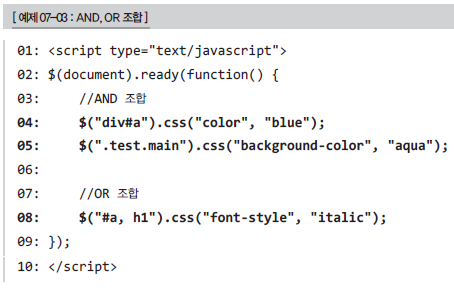 [ 예제 07-03 : AND, OR 조합 ]
01: <script type="text/javascript">
02: $(document).ready(function() {
03:     //AND 조합
04:     $("div#a").css("color", "blue");
05:     $(".test.main").css("background-color", "aqua");
06:
07:     //OR 조합
08:     $("#a, h1").css("font-style", "italic");
09: });
10: </script>